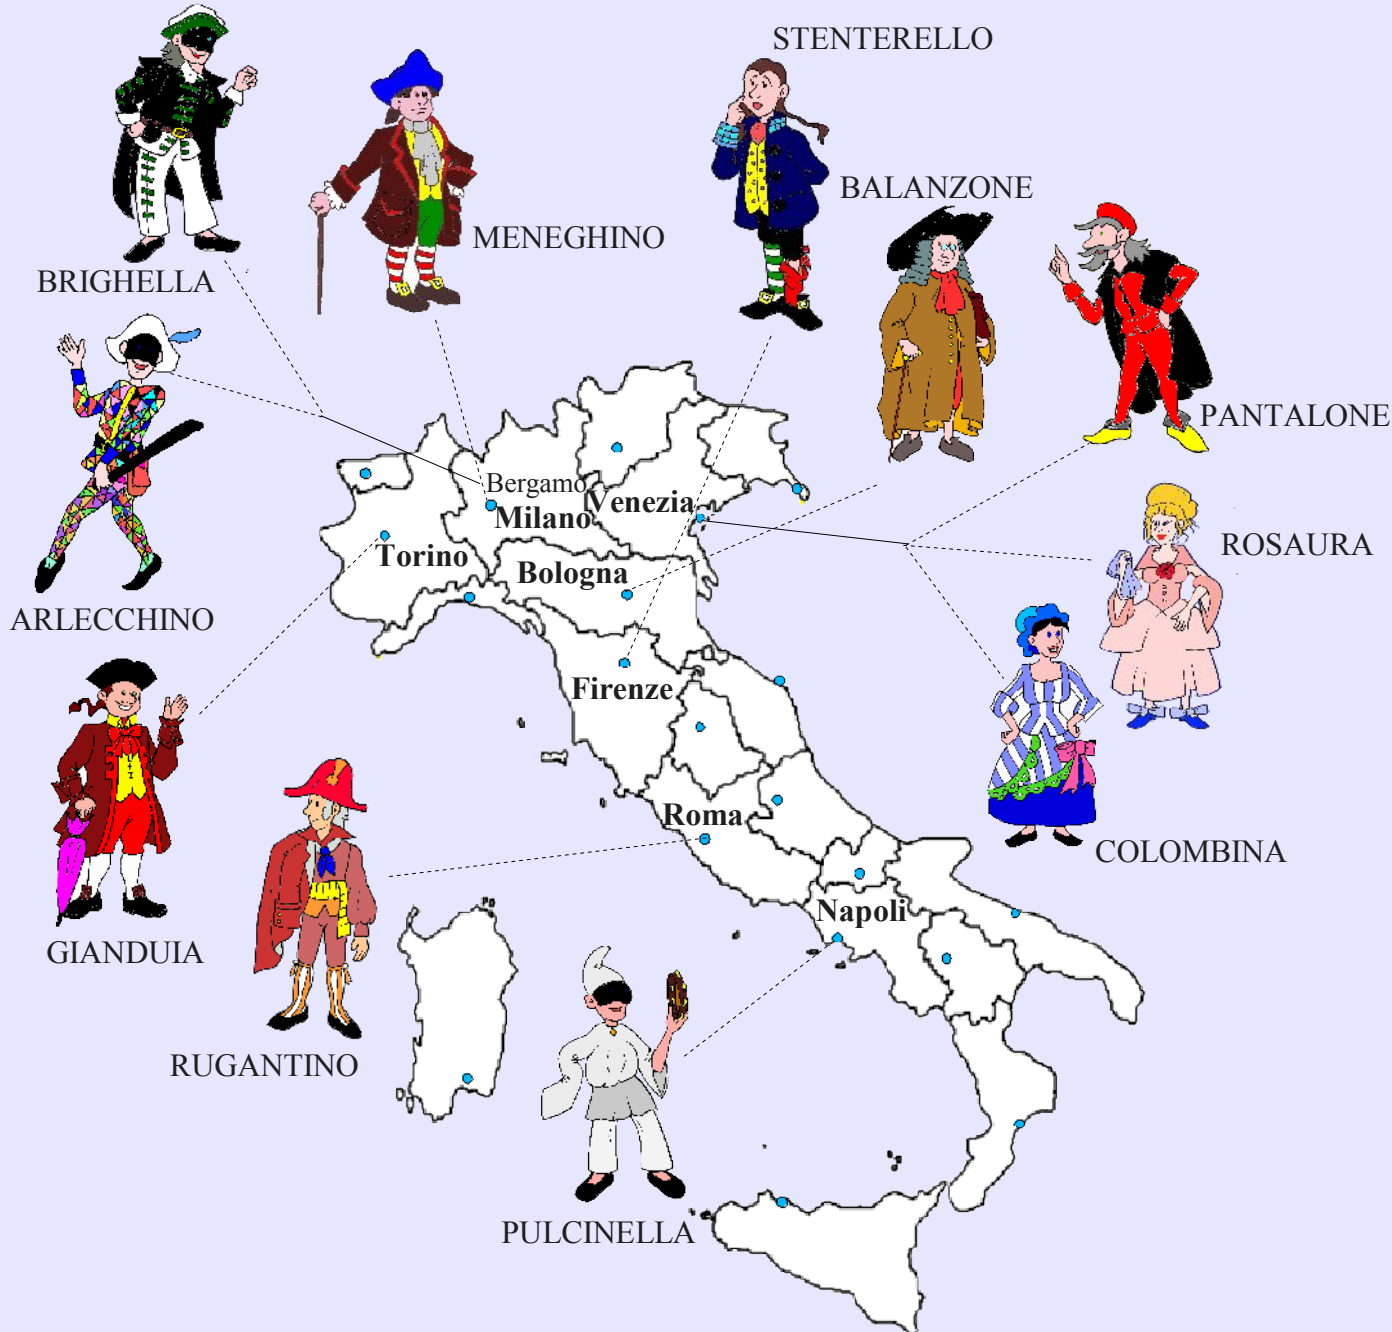 STENTERELLO
BALANZONE
MENEGHINO
BRIGHELLA
PANTALONE
Bergamo
Venezia
Milano
Torino
Bologna
ROSAURA
ARLECCHINO
Firenze
Roma
COLOMBINA
Napoli
GIANDUIA
RUGANTINO
PULCINELLA